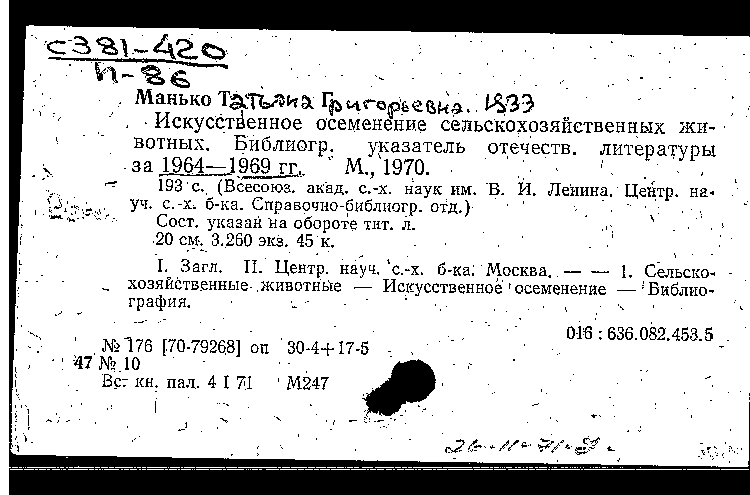 С381-420
П-86
Манько Татьяна Григорьевна. 1933
Искусственное осеменение сельскохозяйственных жи-
вотных. Библиогр. указатель отечеств. литературы
за 1964—1969 гг. М., 1970.
193 с. (Всесоюз. акад. с.-х. наук им. В. И. Ленина. Центр. на-
уч. с.-х. б-ка. Справочно-библиогр. отд.)
Сост. указан на обороте тит. л.
20 см. 3.260 экз. 45 к.
I. Загл. II. Центр. науч. с.-х. б-ка. Москва. — — 1. Сельско-
хозяйственные животные — Искусственное осеменение — Библио-
графия.
016 : 636.082.453.5
№ 176 [70-79268] оп 30-4+17-5
47 № 10
Вс. кн. пал. 4 I 71 М247